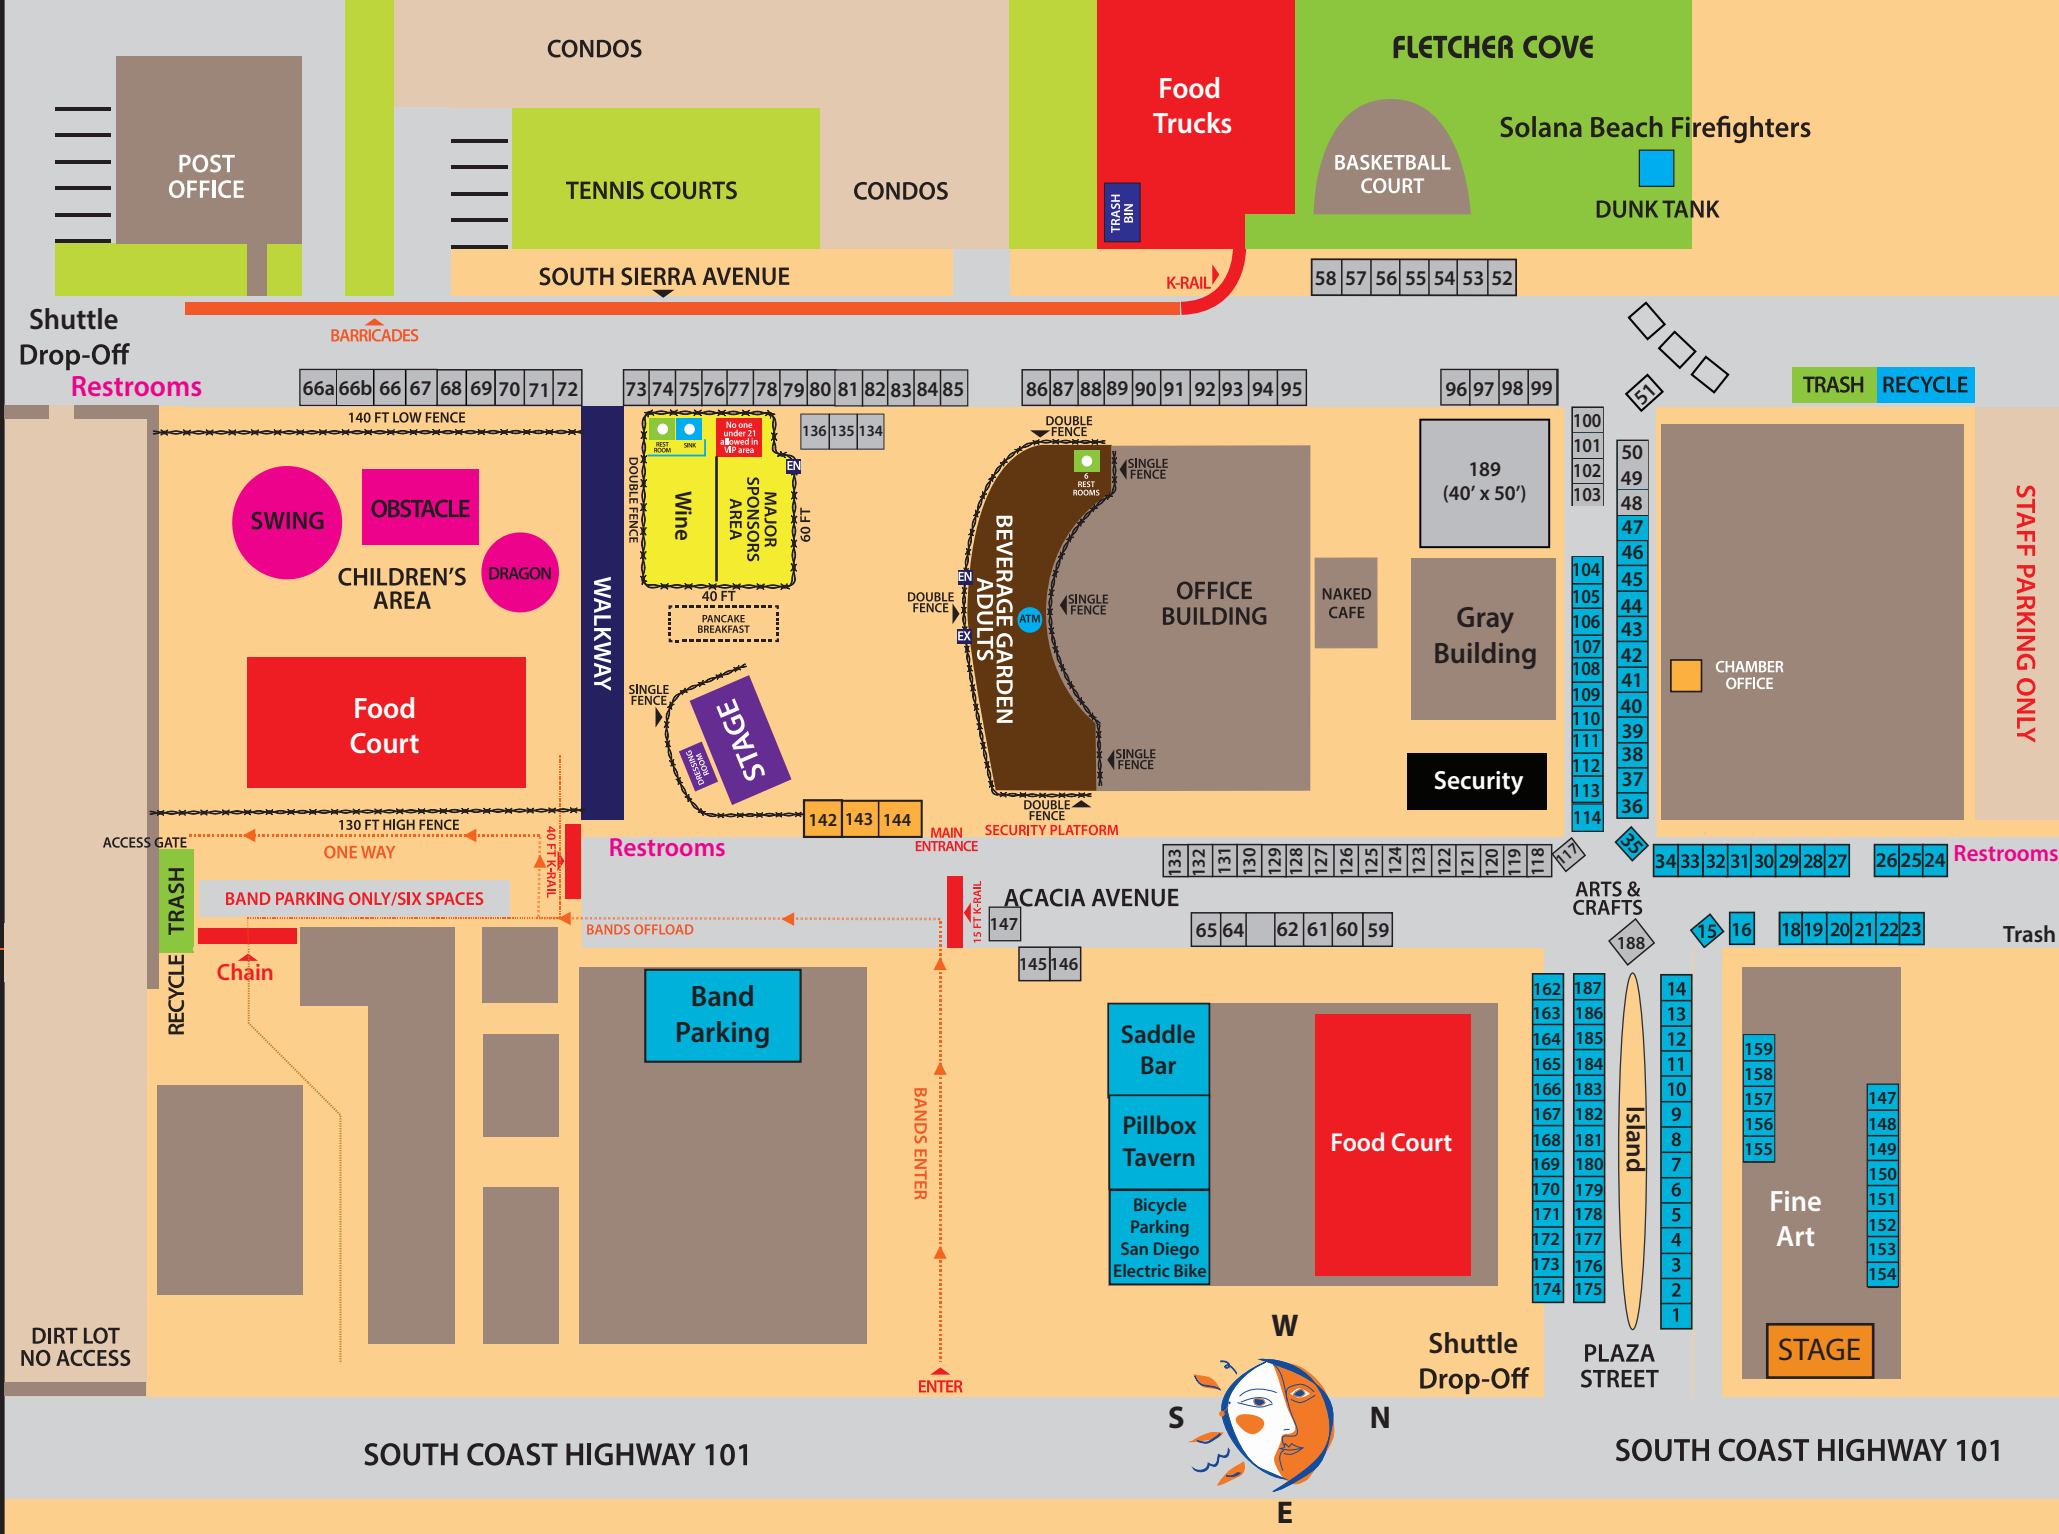 CONDOS
FLETCHER COVE
Food
Trucks
Solana Beach Firefighters
POST
OFFICE
TENNIS COURTS
CONDOS
TRASH
BIN
BASKETBALL
COURT
DUNK TANK
SOUTH SIERRA AVENUE
K-RAIL
58 57 56 55 54 53 52
Shuttle
Drop-Off
BARRICADES
Restrooms
66a 66b 66 67 68 69 70 71 72
73 74 75 76 77 78 79 80 81 82 83 84 85
86 87 88 89 90 91 92 93 94 95
96 97 98 99
51
TRASH RECYCLE
140 FT LOW FENCE
136 135 134
REST
ROOM
SINK
No one
under 21
allowed in
VIP area
EN
DOUBLE FENCE
Wine
MAJOR
SPONSORS
AREA
60 FT
40 FT
PANCAKE
BREAKFAST
DOUBLE
FENCE
SINGLE
FENCE
6
REST
ROOMS
189
(40' x 50')
100
101
102
103
50
49
48
47
46
45
44
43
42
41
40
39
38
37
36
35
104
105
106
107
108
109
110
111
112
113
114
STAFF PARKING ONLY
SWING
OBSTACLE
DRAGON
CHILDREN'S
AREA
WALKWAY
EN
DOUBLE
FENCE
EX
BEVERAGE GARDEN
ADULTS
ATM
SINGLE
FENCE
OFFICE
BUILDING
NAKED
CAFE
Gray
Building
CHAMBER
OFFICE
Food
Court
SINGLE
FENCE
STAGE
DRESSING
ROOM
SINGLE
FENCE
Security
130 FT HIGH FENCE
142 143 144
DOUBLE
FENCE
MAIN
ENTRANCE
SECURITY PLATFORM
ACCESS GATE
ONE WAY
40 FT K-RAIL
Restrooms
133 132 131 130 129 128 127 126 125 124 123 122 121 120 119 118 117
34 33 32 31 30 29 28 27
26 25 24
Restrooms
TRASH
RECYCLE
BAND PARKING ONLY/SIX SPACES
BANDS OFFLOAD
15 FT K-RAIL
ACACIA AVENUE
ARTS &
CRAFTS
147
65 64 62 61 60 59
188
15
16
18 19 20 21 22 23
Trash
Chain
145 146
Band
Parking
BANDS ENTER
Saddle
Bar
Pillbox
Tavern
Bicycle
Parking
San Diego
Electric Bike
Food Court
162
163
164
165
166
167
168
169
170
171
172
173
174
187
186
185
184
183
182
181
180
179
178
177
176
175
Island
14
13
12
11
10
9
8
7
6
5
4
3
2
1
159
158
157
156
155
147
148
149
150
151
152
153
154
Fine
Art
STAGE
DIRT LOT
NO ACCESS
ENTER
W
S
N
E
Shuttle
Drop-Off
PLAZA
STREET
SOUTH COAST HIGHWAY 101
SOUTH COAST HIGHWAY 101